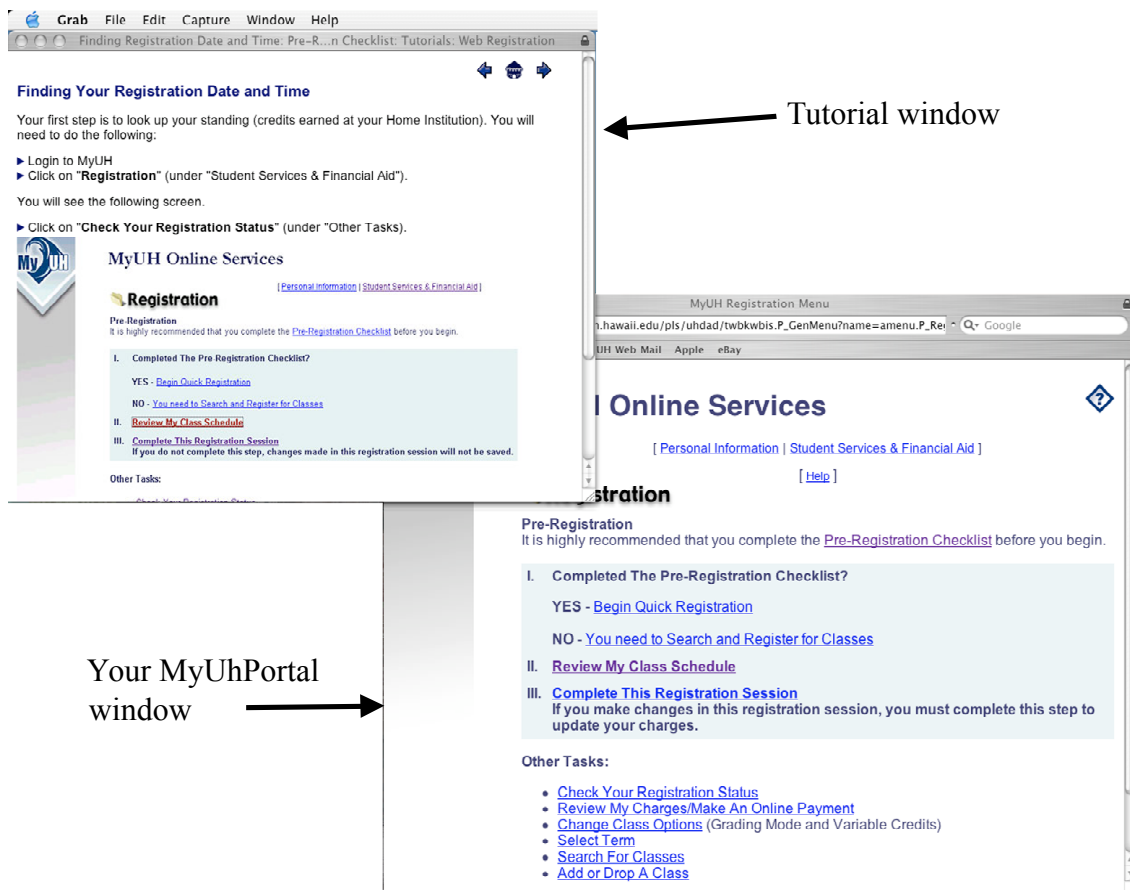 Grab File Edit Capture Window Help
Finding Registration Date and Time: Pre-R...n Checklist: Tutorials: Web Registration
Finding Your Registration Date and Time
Your first step is to look up your standing (credits earned at your Home Institution). You will
need to do the following:
Login to MyUH
Click on "Registration" (under "Student Services & Financial Aid").
You will see the following screen.
Click on "Check Your Registration Status" (under "Other Tasks).
My UH
MyUH Online Services
[ Personal Information | Student Services & Financial Aid ]
Registration
Pre-Registration
It is highly recommended that you complete the Pre-Registration Checklist before you begin.
I. Completed The Pre-Registration Checklist?
YES - Begin Quick Registration
NO - You need to Search and Register for Classes
II. Review My Class Schedule
III. Complete This Registration Session
If you do not complete this step, changes made in this registration session will not be saved.
Other Tasks:
Check Your Registration Status
Tutorial window
MyUH Registration Menu
n.hawaii.edu/pls/uhdad/twbkwbis.P_GenMenu?name=amenu.P_Re
Google
UH Web Mail Apple eBay
Online Services
[ Personal Information | Student Services & Financial Aid ]
[ Help ]
stration
Pre-Registration
It is highly recommended that you complete the Pre-Registration Checklist before you begin.
I. Completed The Pre-Registration Checklist?
YES - Begin Quick Registration
NO - You need to Search and Register for Classes
II. Review My Class Schedule
III. Complete This Registration Session
If you make changes in this registration session, you must complete this step to
update your charges.
Other Tasks:
• Check Your Registration Status
• Review My Charges/Make An Online Payment
• Change Class Options (Grading Mode and Variable Credits)
• Select Term
• Search For Classes
• Add or Drop A Class
Your MyUhPortal
window